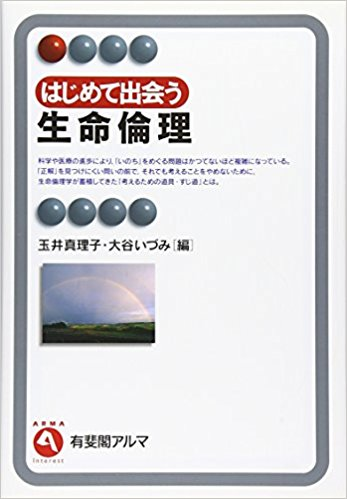 はじめて出会う
生命倫理
科学や医療の進歩により、「いのち」をめぐる問題はかつてないほど複雑になっている。
「正解」を見つけにくい問いの前で、それでも考えることをやめないために、
生命倫理学が蓄積してきた「考えるための道具・すじ道」とは。
玉井真理子・大谷いづみ[編]
ARMA
Interest
有斐閣アルマ